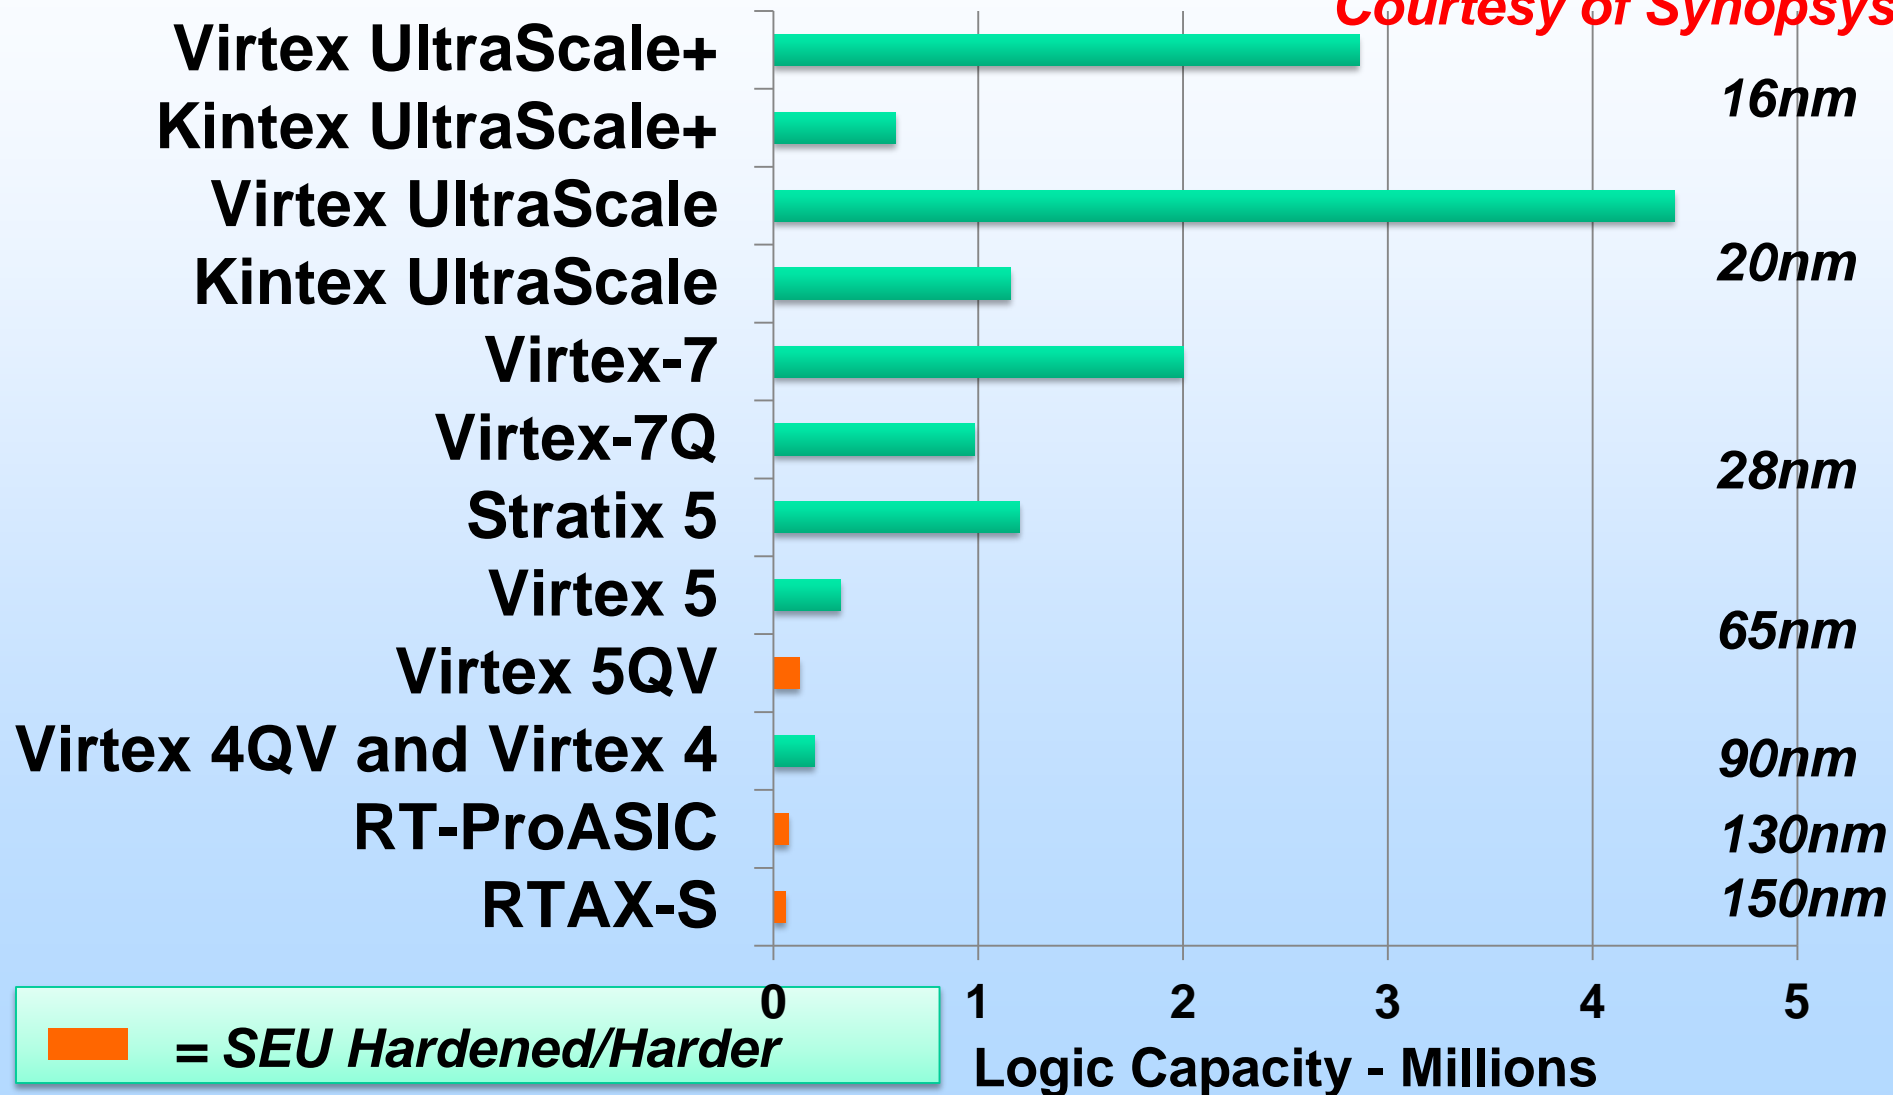 Courtesy of Synopsys
Virtex UltraScale+
16nm
Kintex UltraScale+
Virtex UltraScale
20nm
Kintex UltraScale
Virtex-7
Virtex-7Q
28nm
Stratix 5
Virtex 5
65nm
Virtex 5QV
Virtex 4QV and Virtex 4
90nm
RT-ProASIC
130nm
RTAX-S
150nm
0 1 2 3 4 5
= SEU Hardened/Harder
Logic Capacity - Millions